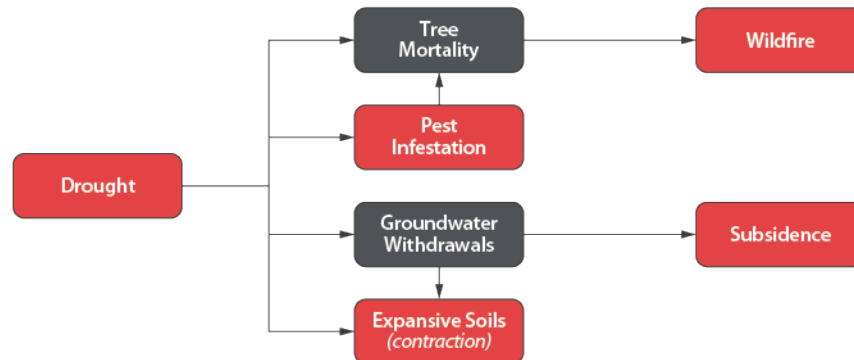 Tree
Mortality
Wildfire
Pest
Infestation
Drought
Groundwater
Withdrawals
Subsidence
Expansive Soils
(contraction)